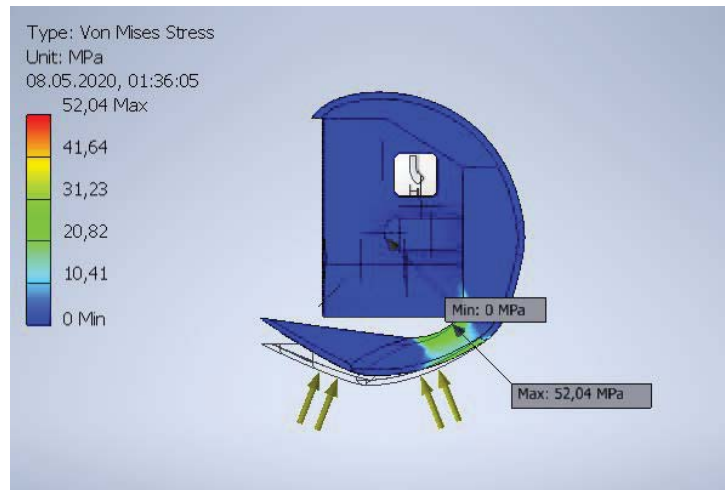 Type: Von Mises Stress
Unit: MPa
08.05.2020, 01:36:05
52,04 Max
41,64
31,23
20,82
10,41
0 Min
Min: 0 MPa
Max: 52,04 MPa